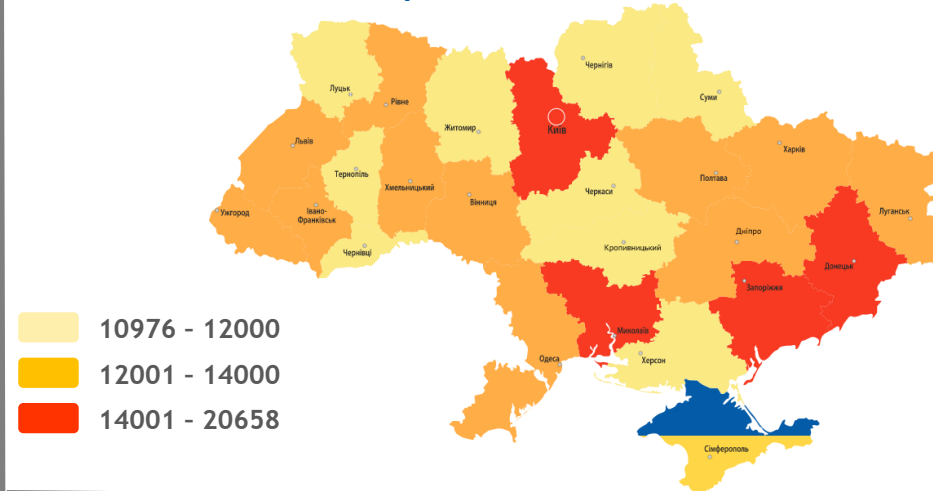 Чернігів
Луцьк
Суми
Рівне
Київ
Житомир
Львів
Харків
Тернопіль
Хмельницький
Полтава
Черкаси
Вінниця
Ужгород
Івано-
Франківськ
Луганськ
Дніпро
Чернівці
Кропивницький
Донецьк
Запоріжжя
10976 - 12000
Миколаїв
Одеса
Херсон
12001 - 14000
14001 - 20658
Сімферополь